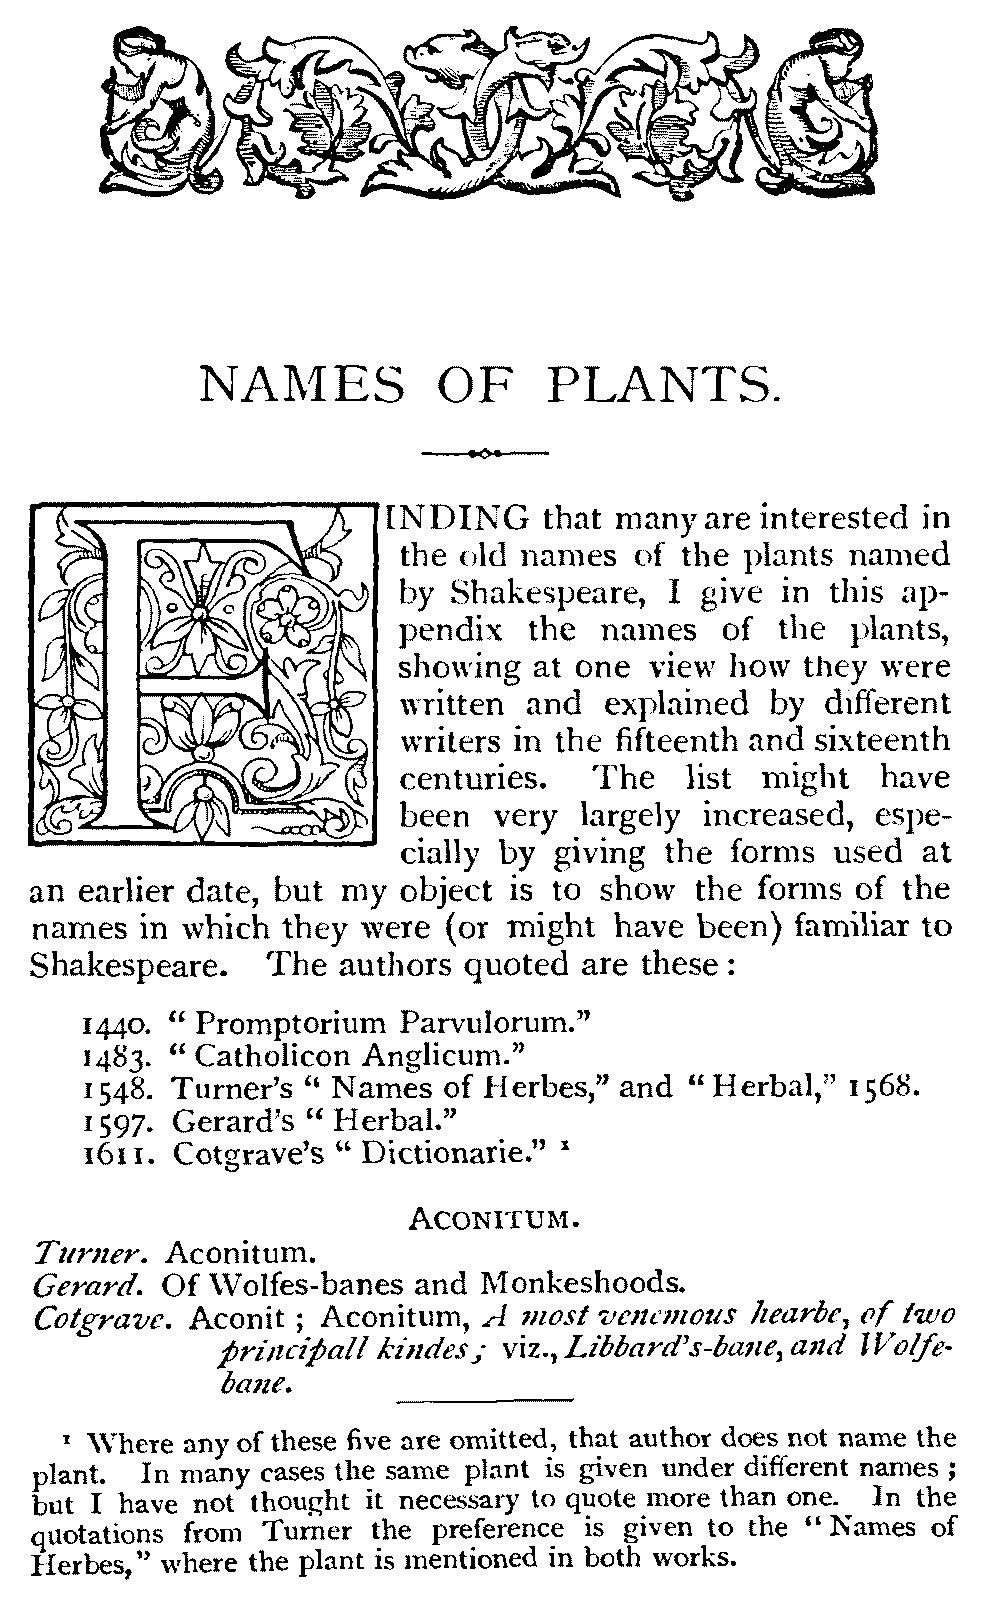 NAMES OF PLANTS.
FINDING that many are interested in
the old names of the plants named
by Shakespeare, I give in this ap-
pendix the names of the plants,
showing at one view how they were
written and explained by different
writers in the fifteenth and sixteenth
centuries. The list might have
been very largely increased, espe-
cially by giving the forms used at
an earlier date, but my object is to show the forms of the
names in which they were (or might have been) familiar to
Shakespeare. The authors quoted are these:
1440. “Promptorium Parvulorum.”
1483. “Catholicon Anglicum.”
1548. Turner’s “Names of Herbes,” and “Herbal,” 1568.
1597. Gerard’s “Herbal.”
1611. Cotgrave’s “Dictionarie.” ¹
ACONITUM.
Turner. Aconitum.
Gerard. Of Wolfes-banes and Monkeshoods.
Cotgrave. Aconit; Aconitum, A most venemous hearbe, of two
principall kindes; viz., Libbard’s-bane, and Wolfe-
bane.
¹ Where any of these five are omitted, that author does not name the
plant. In many cases the same plant is given under different names;
but I have not thought it necessary to quote more than one. In the
quotations from Turner the preference is given to the “Names of
Herbes,” where the plant is mentioned in both works.